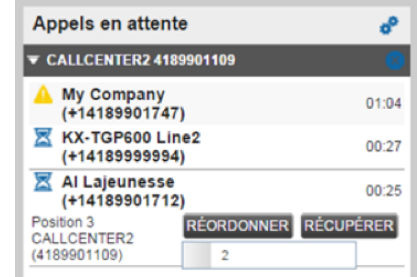 Appels en attente
CALLCENTER2 4189901109
My Company
(+14189901747)
01:04
KX-TGP600 Line2
(+14189999994)
00:27
Al Lajeunesse
(+14189901712)
00:25
Position 3
CALLCENTER2
(4189901109)
RÉORDONNER RÉCUPÉRER
2